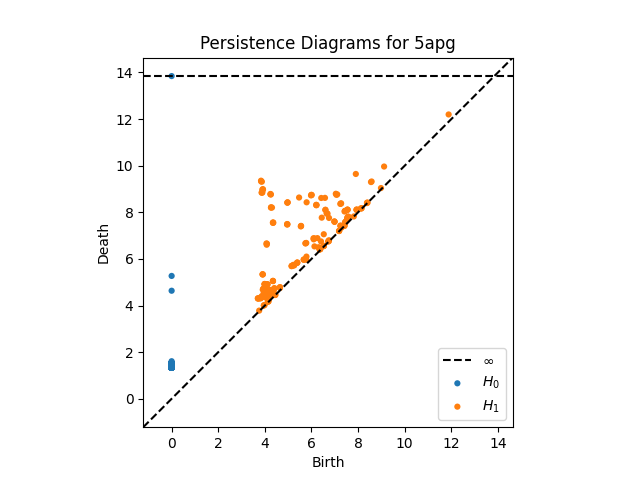 Persistence Diagrams for 5apg
14
12
10
8
6
4
2
0
Death
0 2 4 6 8 10 12 14
Birth
∞
H₀
H₁